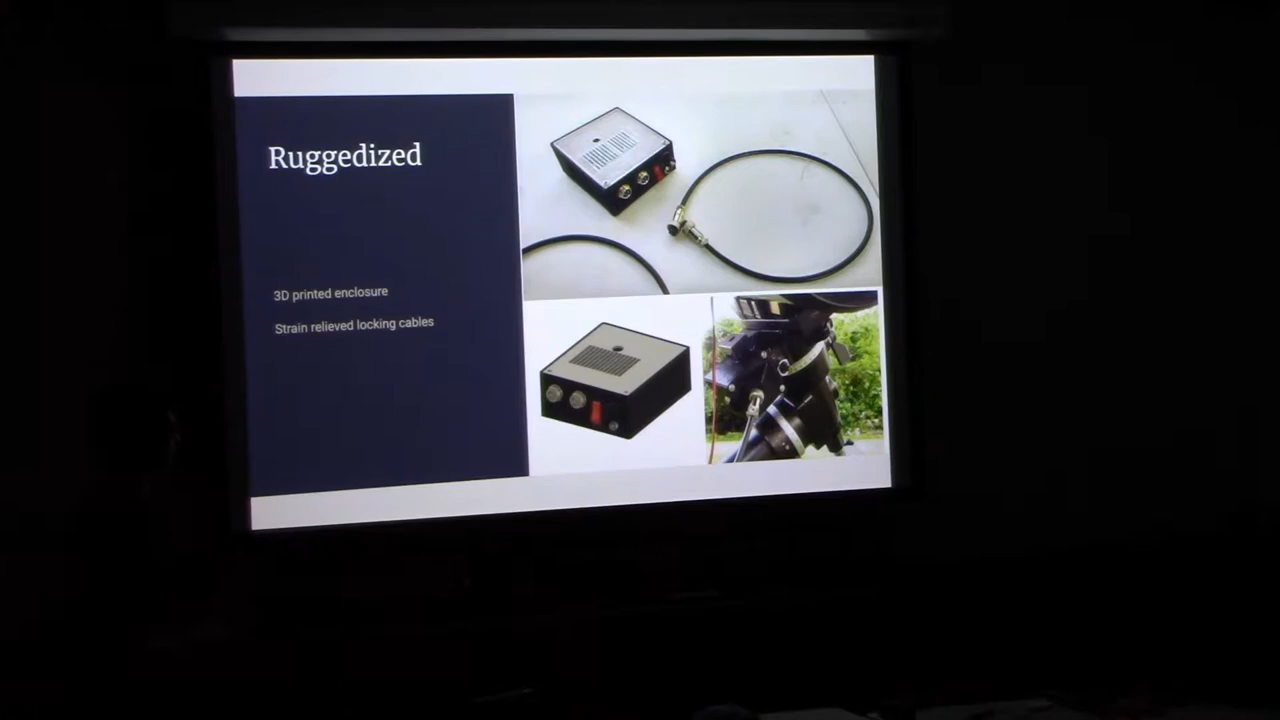 Ruggedized
3D printed enclosure
Strain relieved locking cables